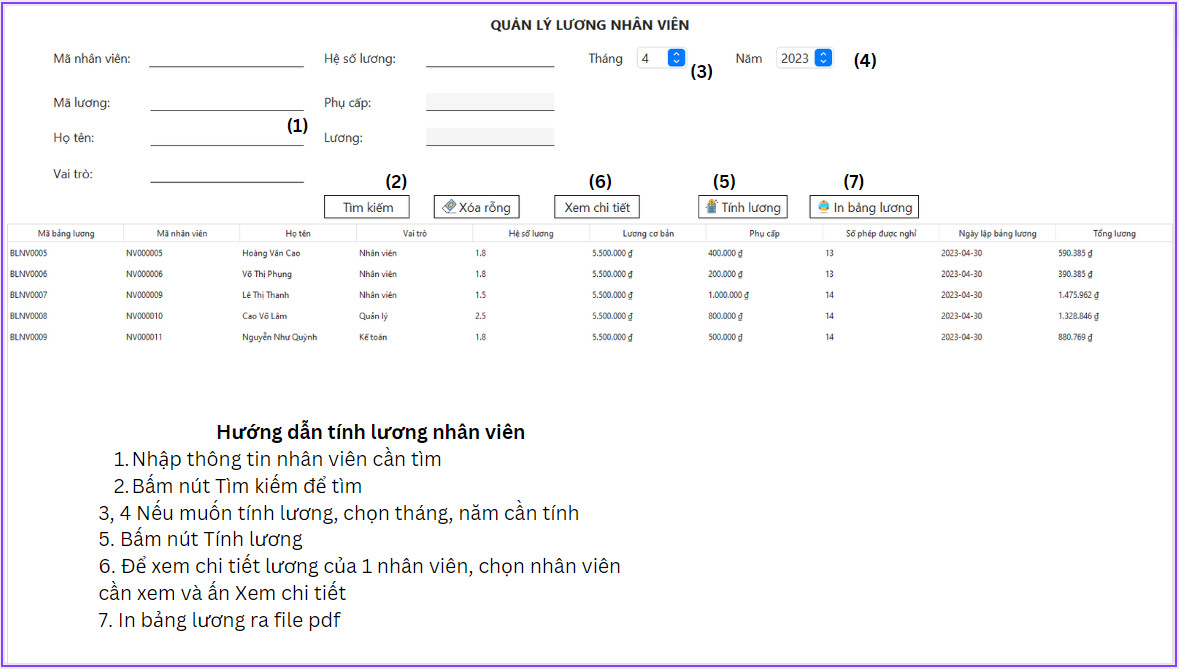 QUẢN LÝ LƯƠNG NHÂN VIÊN
Mã nhân viên: Hệ số lương: Tháng 4 (3) Năm 2023 (4)
Mã lương: Phụ cấp:
(1)
Họ tên: Lương:
Vai trò:
(2) (6) (5) (7)
Tìm kiếm Xóa rỗng Xem chi tiết Tính lương In bảng lương
Mã bảng lương Mã nhân viên Họ tên Vai trò Hệ số lương Lương cơ bản Phụ cấp Số phép được nghỉ Ngày lập bảng lương Tổng lương
BLNV0005 NV000005 Hoàng Văn Cao Nhân viên 1.8 5.500.000 ₫ 400.000 ₫ 13 2023-04-30 590.385 ₫
BLNV0006 NV000006 Võ Thị Phụng Nhân viên 1.8 5.500.000 ₫ 200.000 ₫ 13 2023-04-30 390.385 ₫
BLNV0007 NV000009 Lê Thị Thanh Nhân viên 1.5 5.500.000 ₫ 1.000.000 ₫ 14 2023-04-30 1.475.962 ₫
BLNV0008 NV000010 Cao Võ Lâm Quản lý 2.5 5.500.000 ₫ 800.000 ₫ 14 2023-04-30 1.328.846 ₫
BLNV0009 NV000011 Nguyễn Như Quỳnh Kế toán 1.8 5.500.000 ₫ 500.000 ₫ 14 2023-04-30 880.769 ₫
Hướng dẫn tính lương nhân viên
1. Nhập thông tin nhân viên cần tìm
2. Bấm nút Tìm kiếm để tìm
3, 4 Nếu muốn tính lương, chọn tháng, năm cần tính
5. Bấm nút Tính lương
6. Để xem chi tiết lương của 1 nhân viên, chọn nhân viên
cần xem và ấn Xem chi tiết
7. In bảng lương ra file pdf